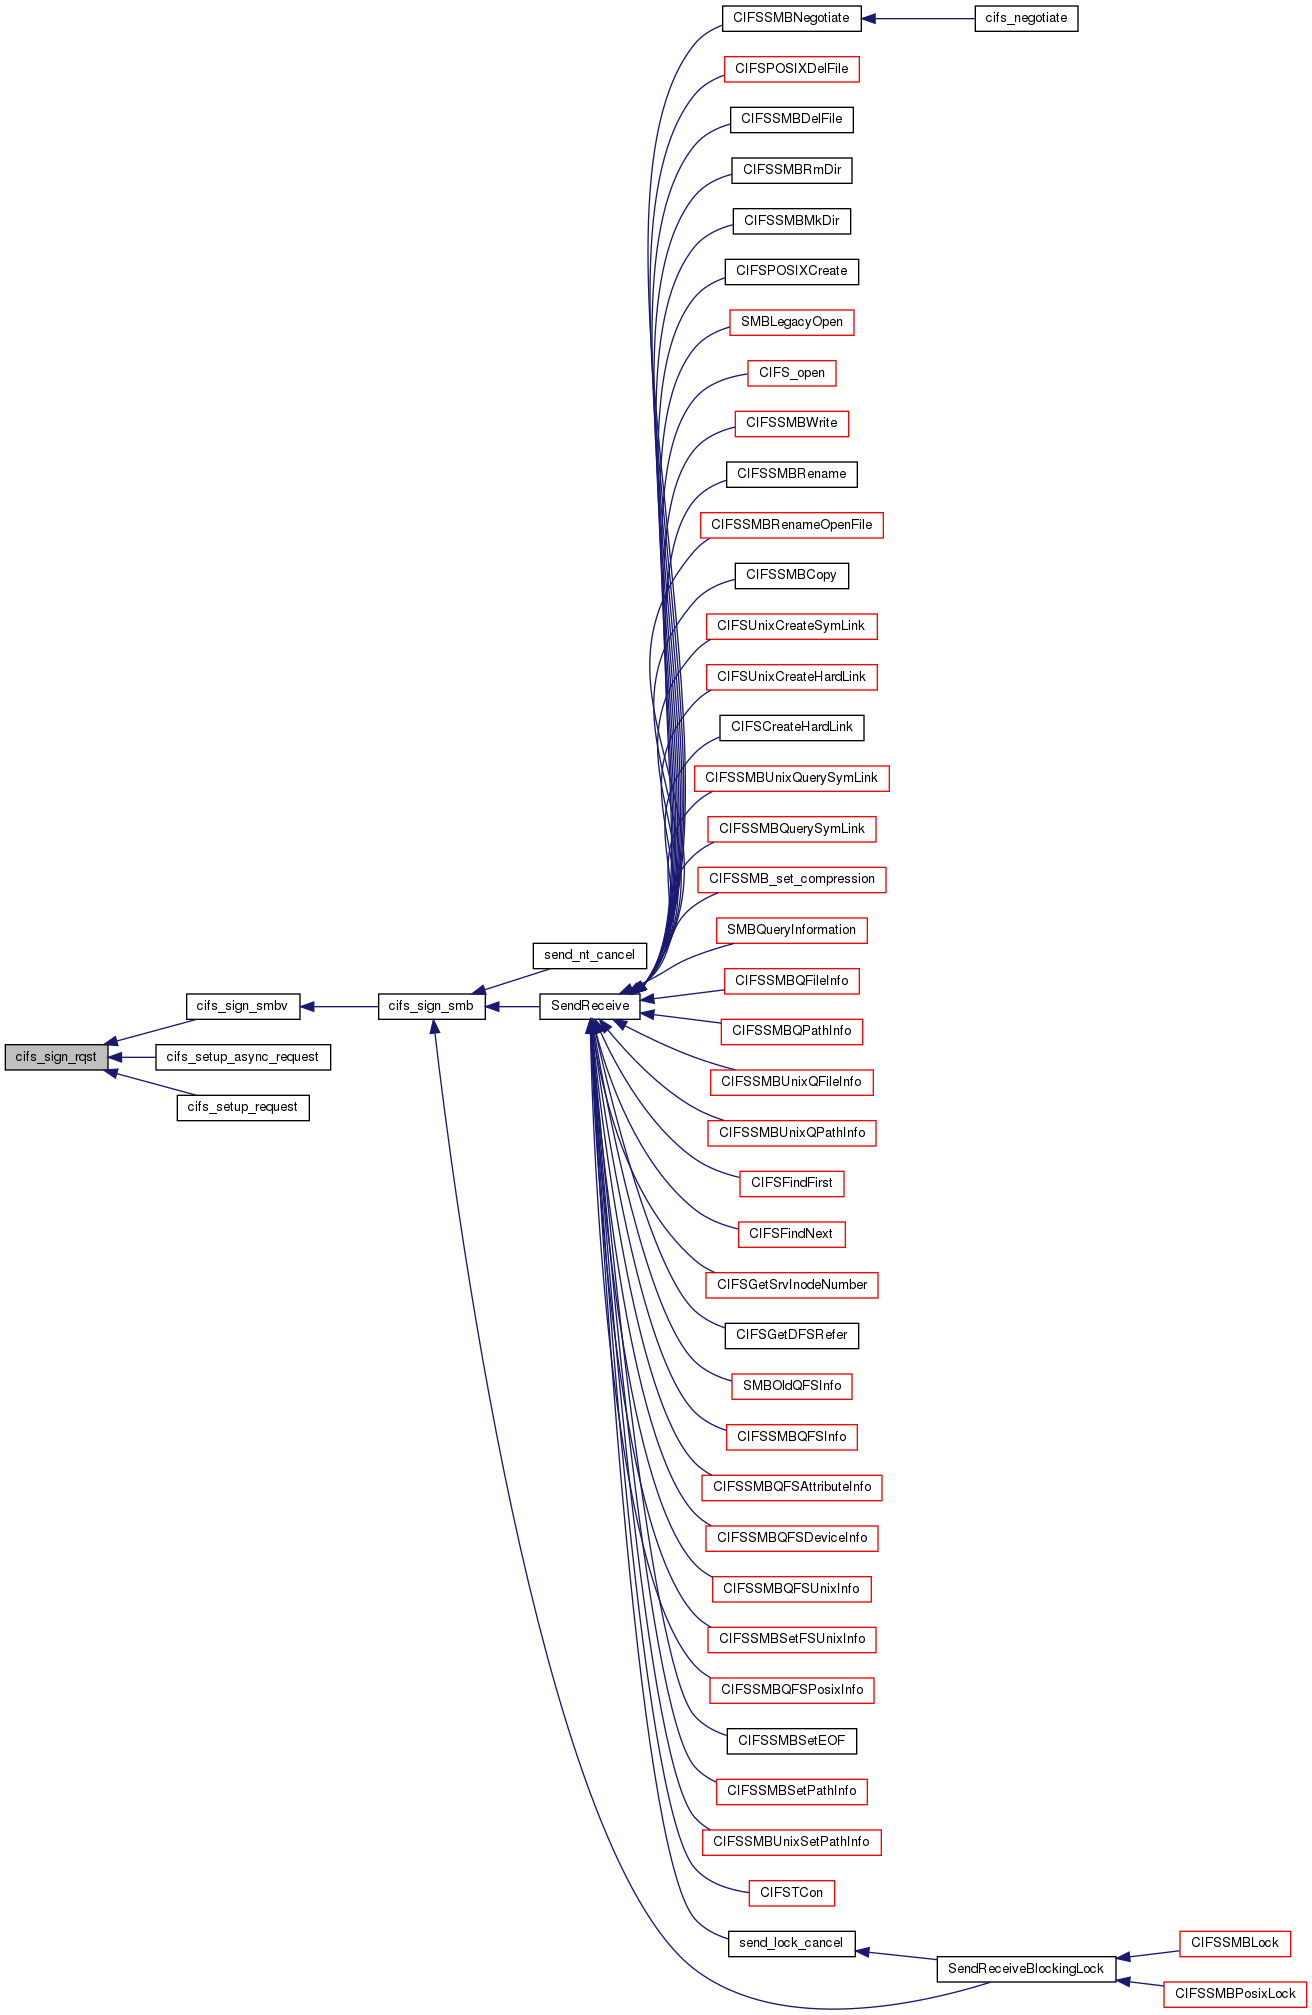 CIFSSMBNegotiate
cifs_negotiate
CIFSPOSIXDelFile
CIFSSMBDelFile
CIFSSMBRmDir
CIFSSMBMkDir
CIFSPOSIXCreate
SMBLegacyOpen
CIFS_open
CIFSSMBWrite
CIFSSMBRename
CIFSSMBRenameOpenFile
CIFSSMBCopy
CIFSUnixCreateSymLink
CIFSUnixCreateHardLink
CIFSCreateHardLink
CIFSSMBUnixQuerySymLink
CIFSSMBQuerySymLink
CIFSSMB_set_compression
SMBQueryInformation
send_nt_cancel
CIFSSMBQFileInfo
cifs_sign_smbv
cifs_sign_smb
SendReceive
CIFSSMBQPathInfo
cifs_sign_rqst
cifs_setup_async_request
CIFSSMBUnixQFileInfo
cifs_setup_request
CIFSSMBUnixQPathInfo
CIFSFindFirst
CIFSFindNext
CIFSGetSrvInodeNumber
CIFSGetDFSRefer
SMBOldQFSInfo
CIFSSMBQFSInfo
CIFSSMBQFSAttributeInfo
CIFSSMBQFSDeviceInfo
CIFSSMBQFSUnixInfo
CIFSSMBSetFSUnixInfo
CIFSSMBQFSPosixInfo
CIFSSMBSetEOF
CIFSSMBSetPathInfo
CIFSSMBUnixSetPathInfo
CIFSTCon
send_lock_cancel
CIFSSMBLock
SendReceiveBlockingLock
CIFSSMBPosixLock